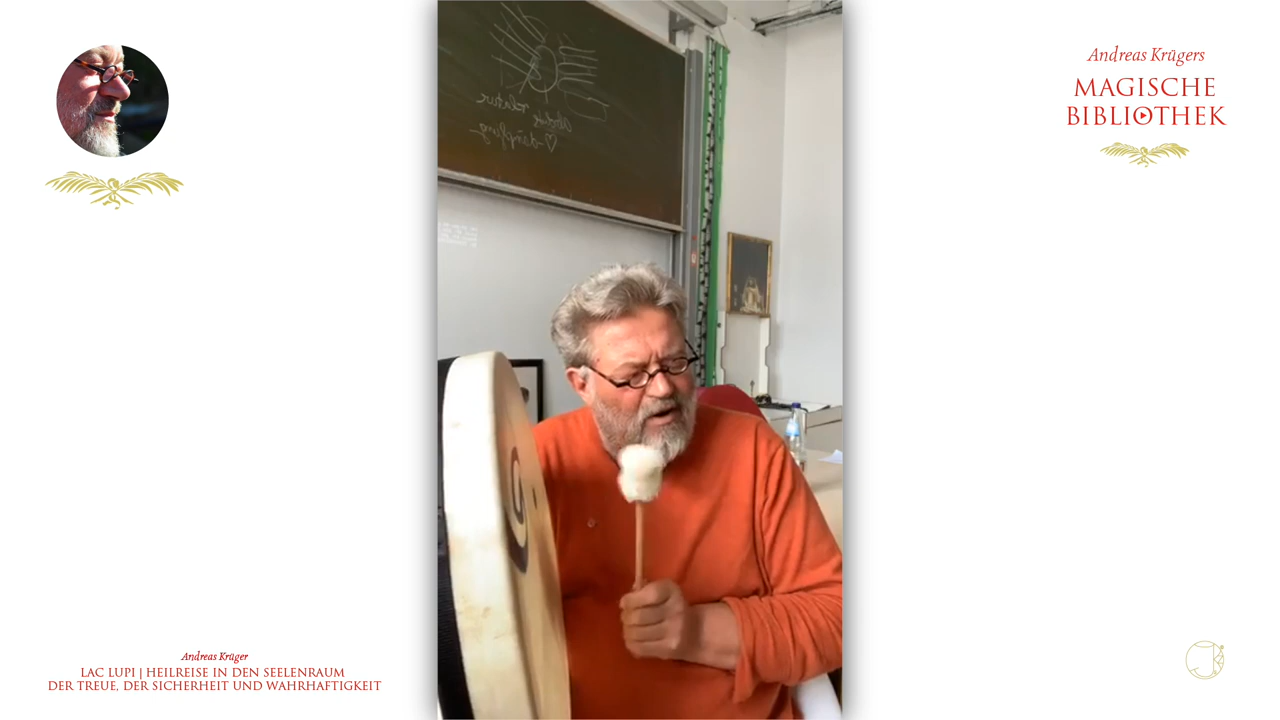 Andreas Krügers
MAGISCHE
BIBLIOTHEK
Andreas Krüger
LAC LUPI | HEILREISE IN DEN SEELENRAUM
DER TREUE, DER SICHERHEIT UND WAHRHAFTIGKEIT